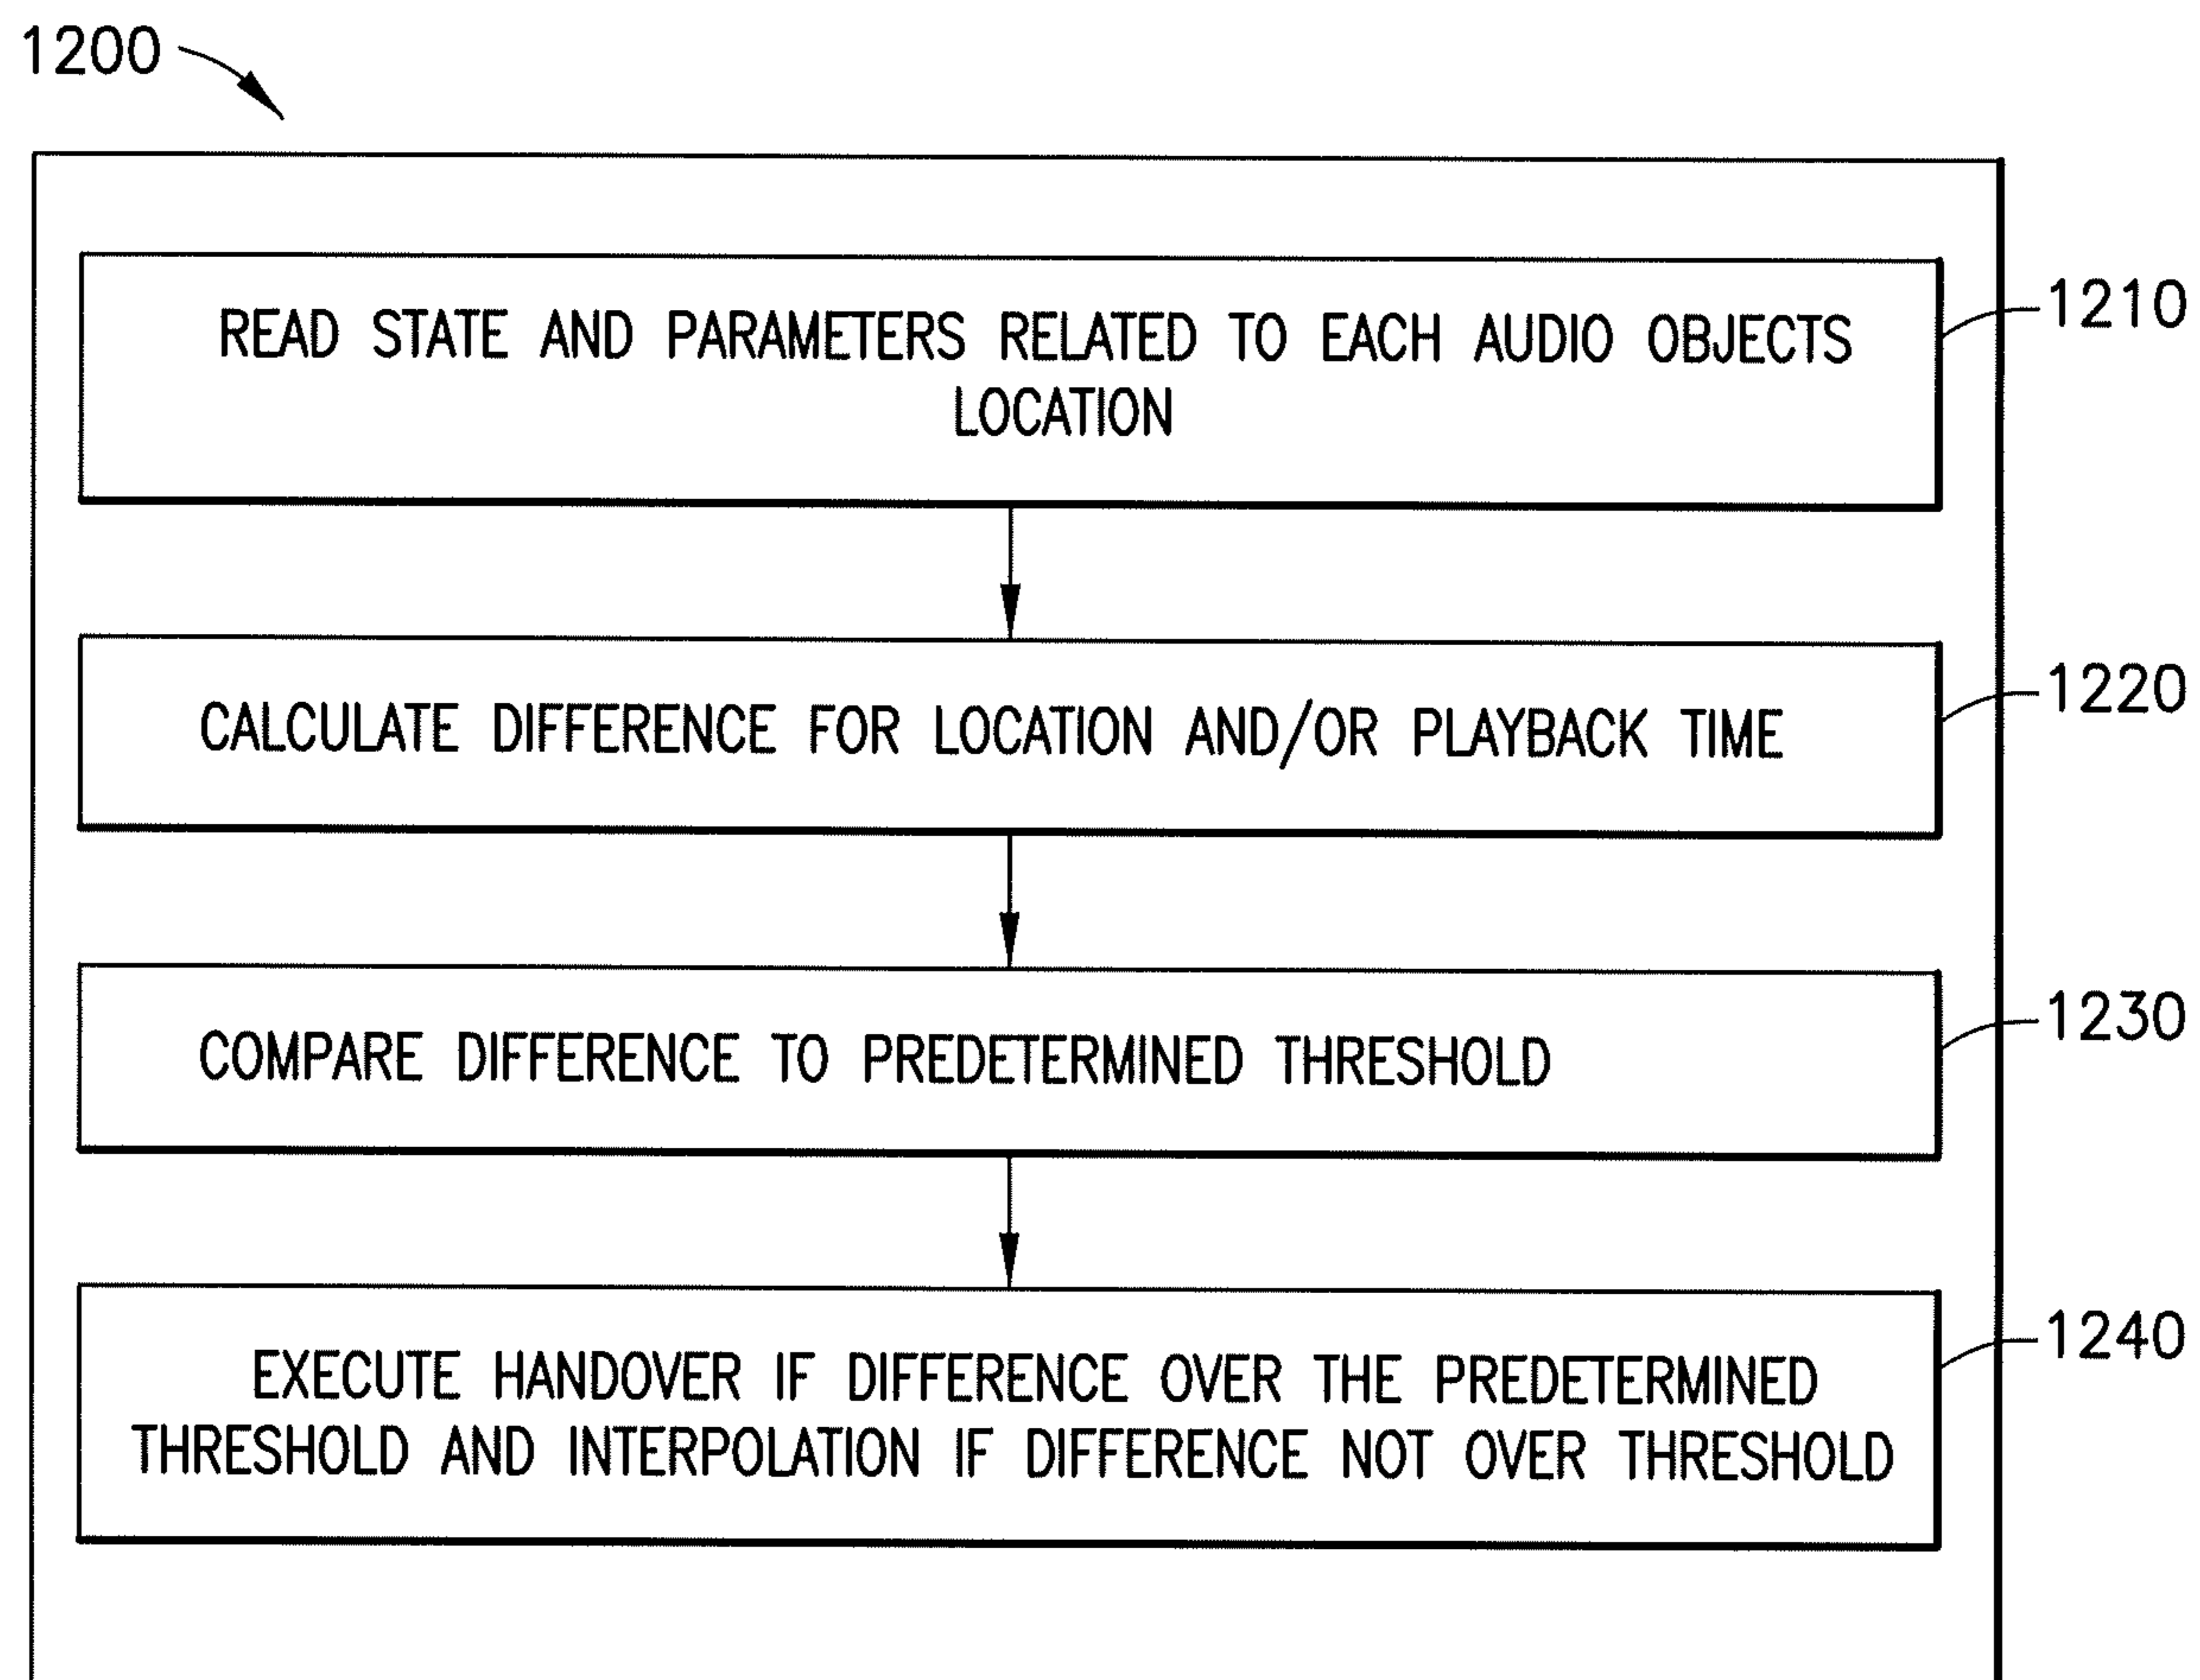 1200
READ STATE AND PARAMETERS RELATED TO EACH AUDIO OBJECTS
LOCATION
1210
CALCULATE DIFFERENCE FOR LOCATION AND/OR PLAYBACK TIME
1220
COMPARE DIFFERENCE TO PREDETERMINED THRESHOLD
1230
EXECUTE HANDOVER IF DIFFERENCE OVER THE PREDETERMINED
THRESHOLD AND INTERPOLATION IF DIFFERENCE NOT OVER THRESHOLD
1240